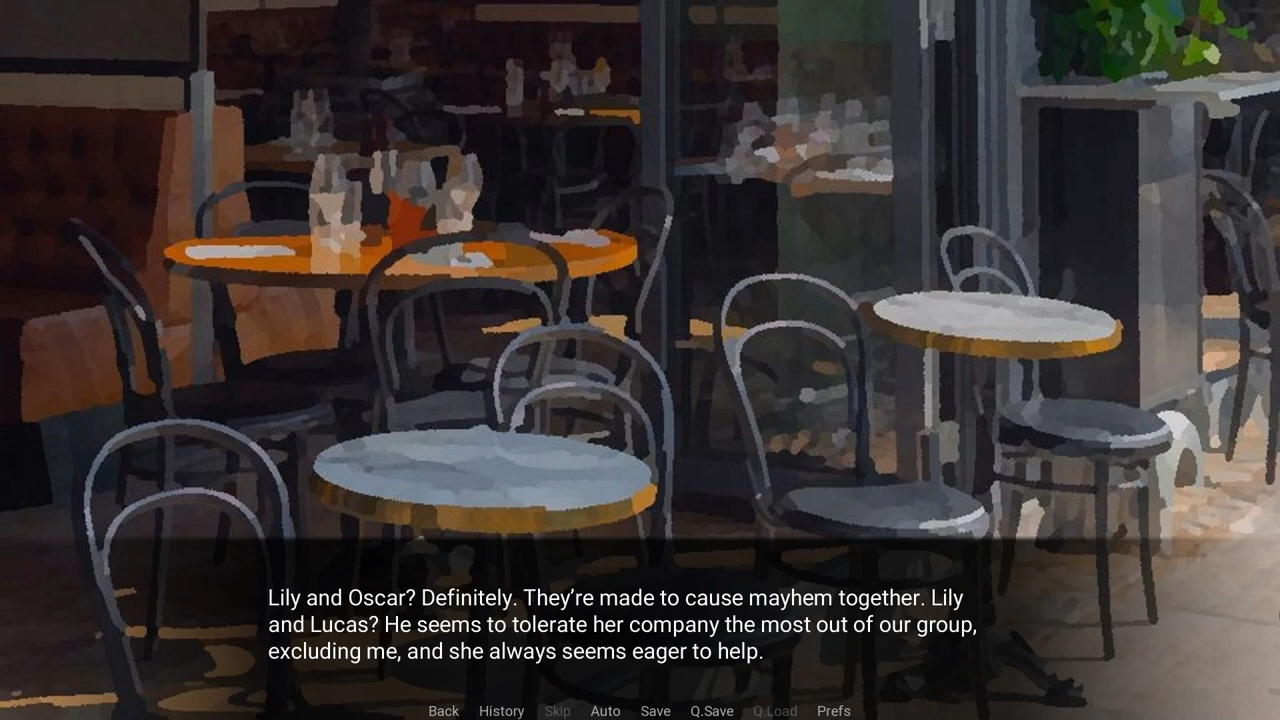 Lily and Oscar? Definitely. They’re made to cause mayhem together. Lily
and Lucas? He seems to tolerate her company the most out of our group,
excluding me, and she always seems eager to help.
Back History Skip Auto Save Q.Save Q.Load Prefs